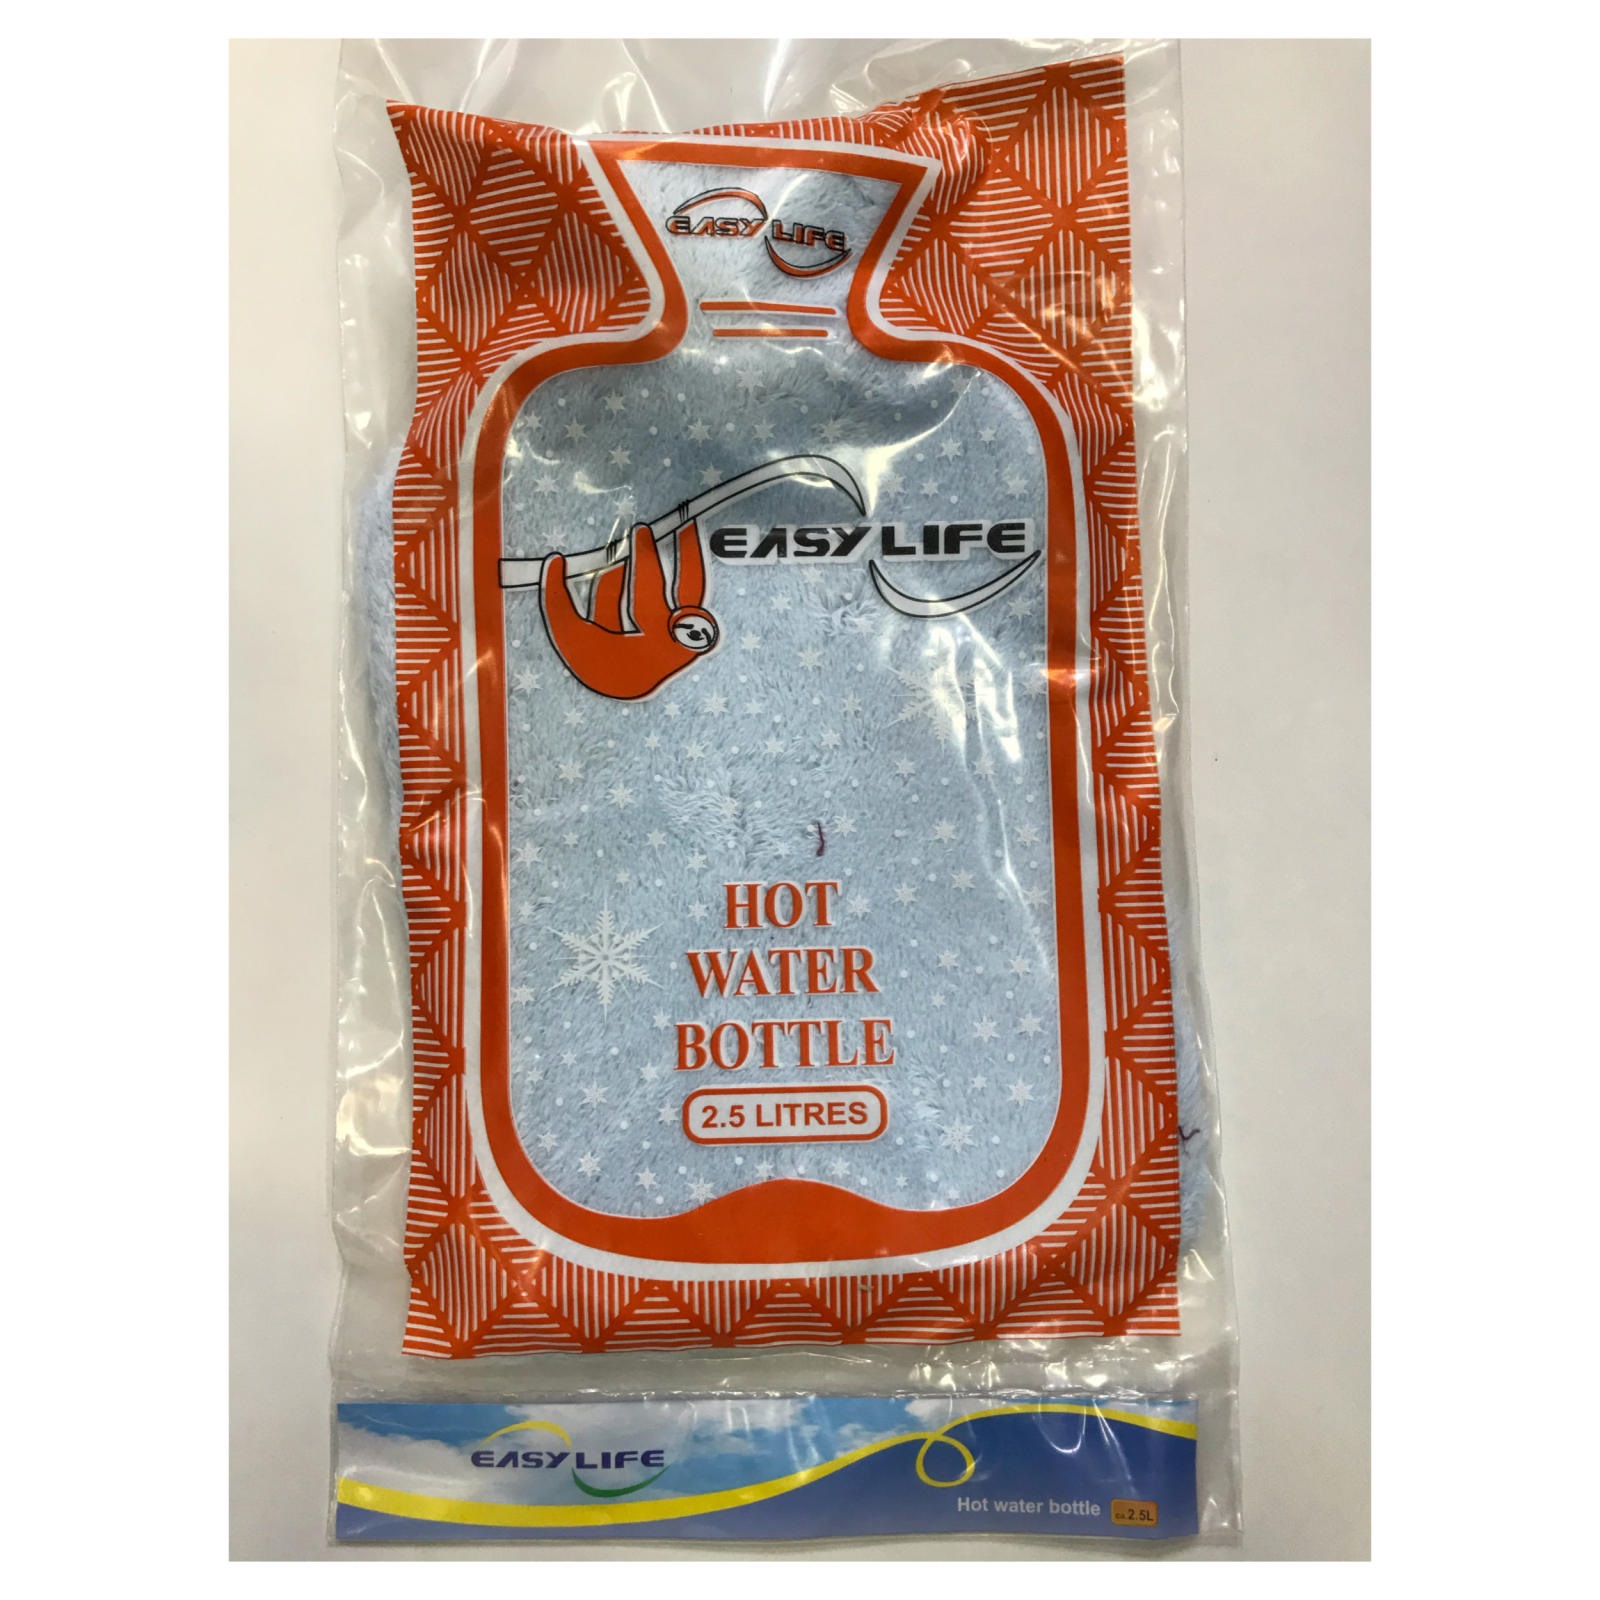 EASY LIFE
EASY LIFE
HOT
WATER
BOTTLE
2.5 LITRES
EASY LIFE
Hot water bottle ca.2.5L